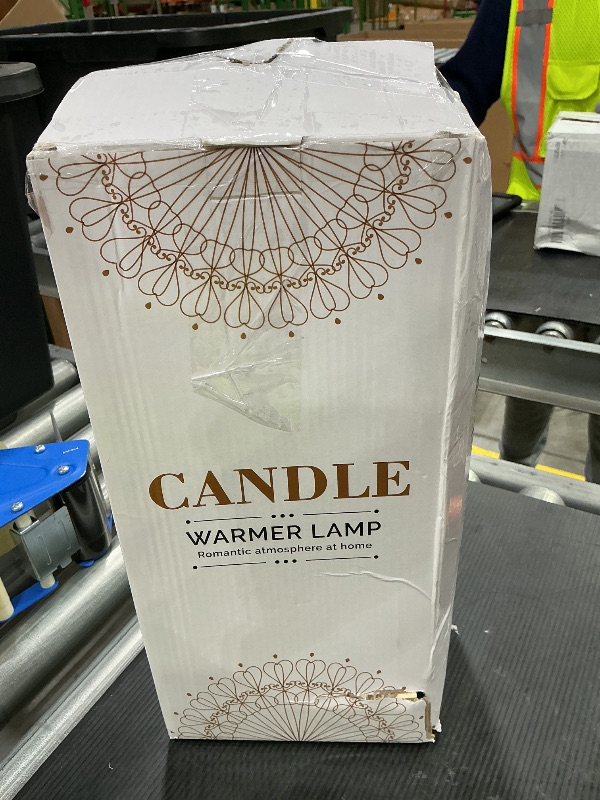 CANDLE
WARMER LAMP
Romantic atmosphere at home